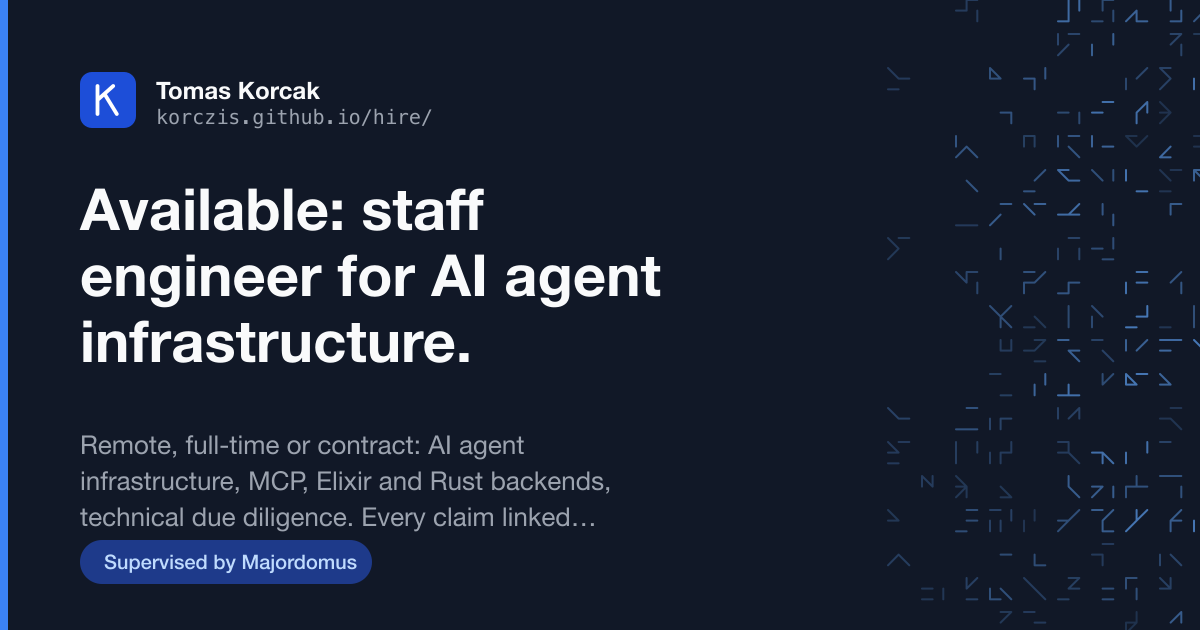 K
Tomas Korcak
korczis.github.io/hire/
Available: staff
engineer for AI agent
infrastructure.
Remote, full-time or contract: AI agent
infrastructure, MCP, Elixir and Rust backends,
technical due diligence. Every claim linked…
Supervised by Majordomus